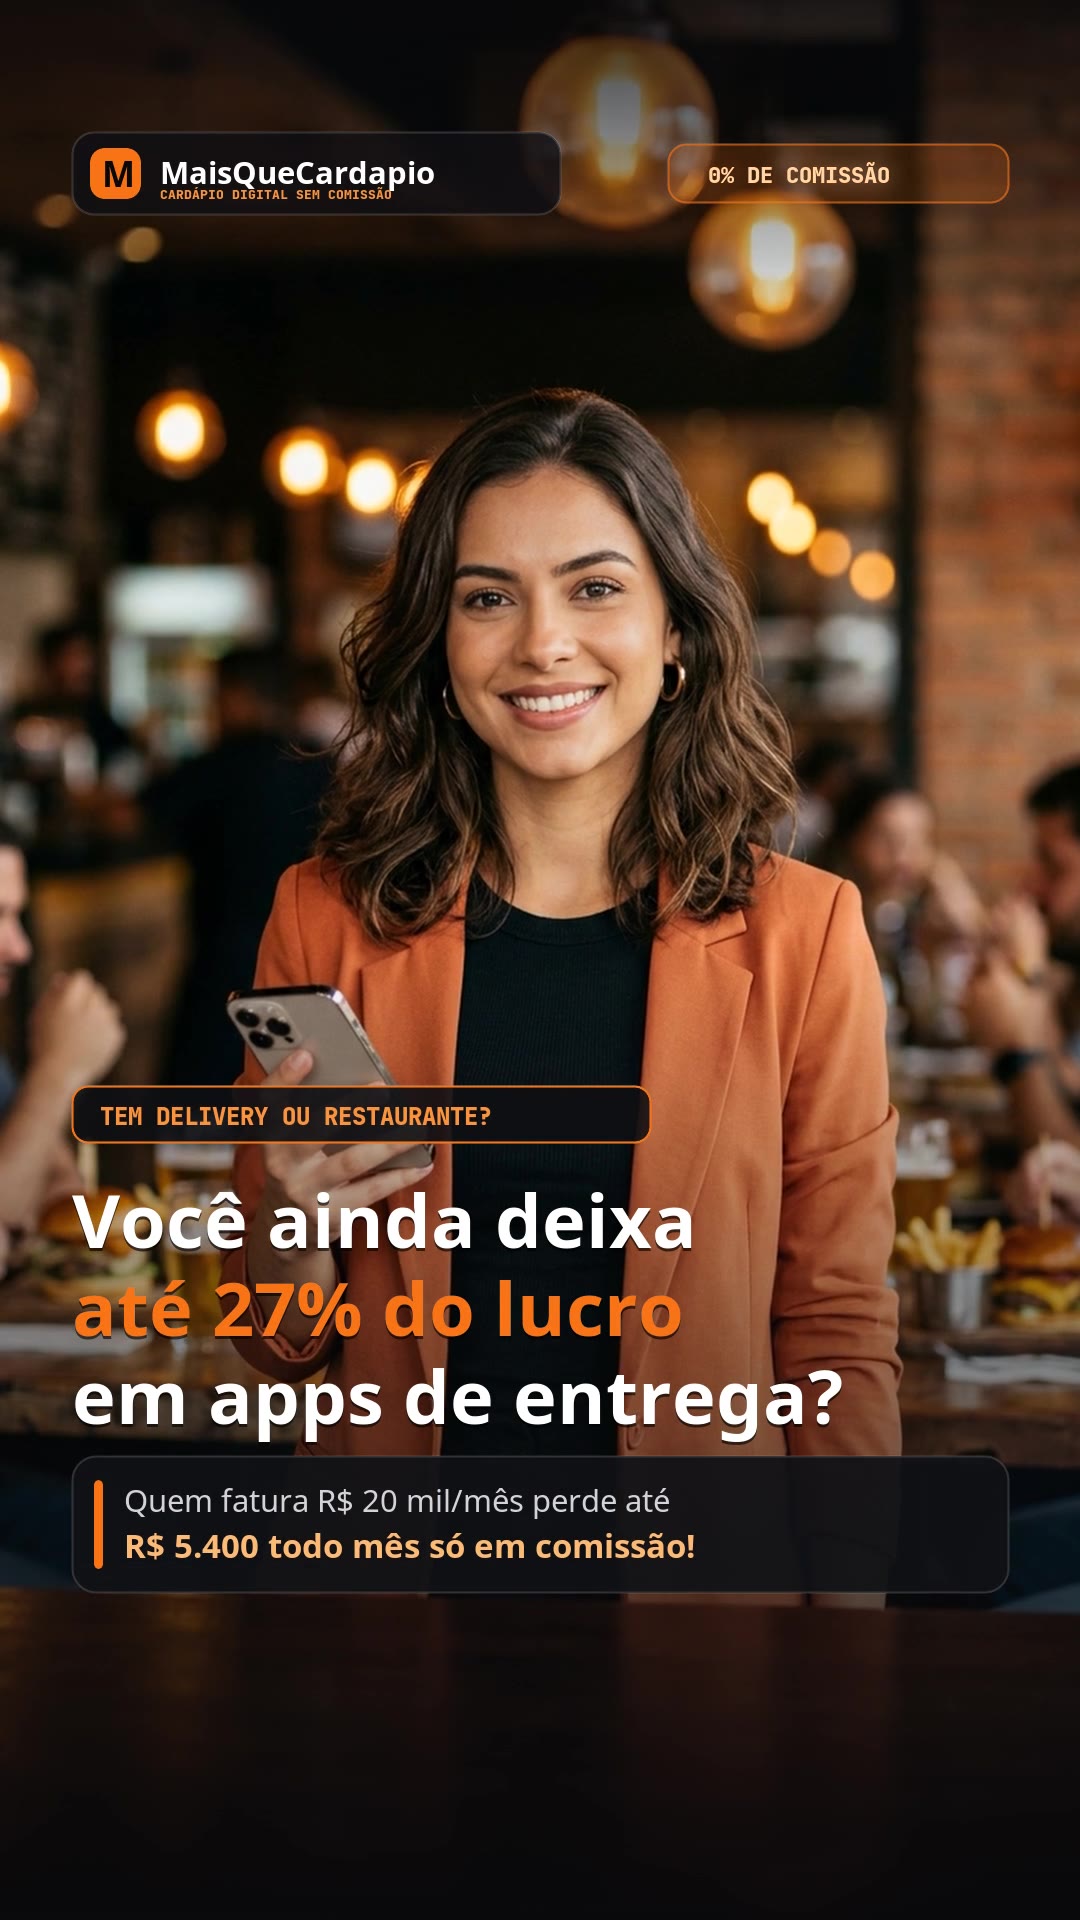 M
MaisQueCardapio
CARDÁPIO DIGITAL SEM COMISSÃO
0% DE COMISSÃO
TEM DELIVERY OU RESTAURANTE?
Você ainda deixa
até 27% do lucro
em apps de entrega?
Quem fatura R$ 20 mil/mês perde até
R$ 5.400 todo mês só em comissão!